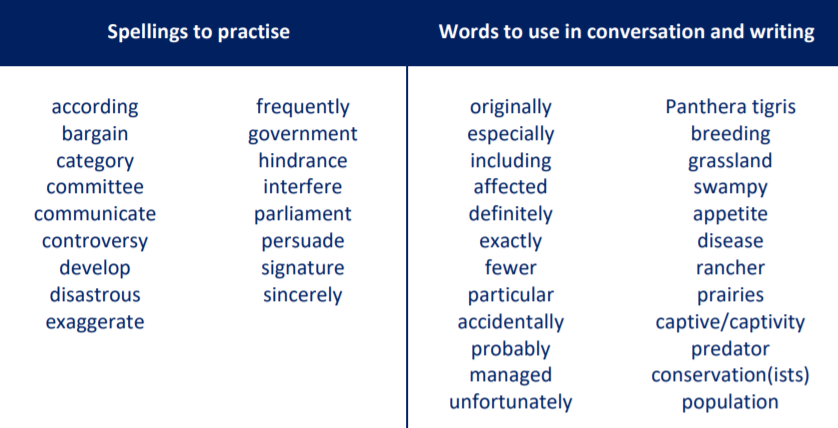 Spellings to practise
according
bargain
category
committee
communicate
controversy
develop
disastrous
exaggerate
frequently
government
hindrance
interfere
parliament
persuade
signature
sincerely
Words to use in conversation and writing
originally
especially
including
affected
definitely
exactly
fewer
particular
accidentally
probably
managed
unfortunately
Panthera tigris
breeding
grassland
swampy
appetite
disease
rancher
prairies
captive/captivity
predator
conservation(ists)
population